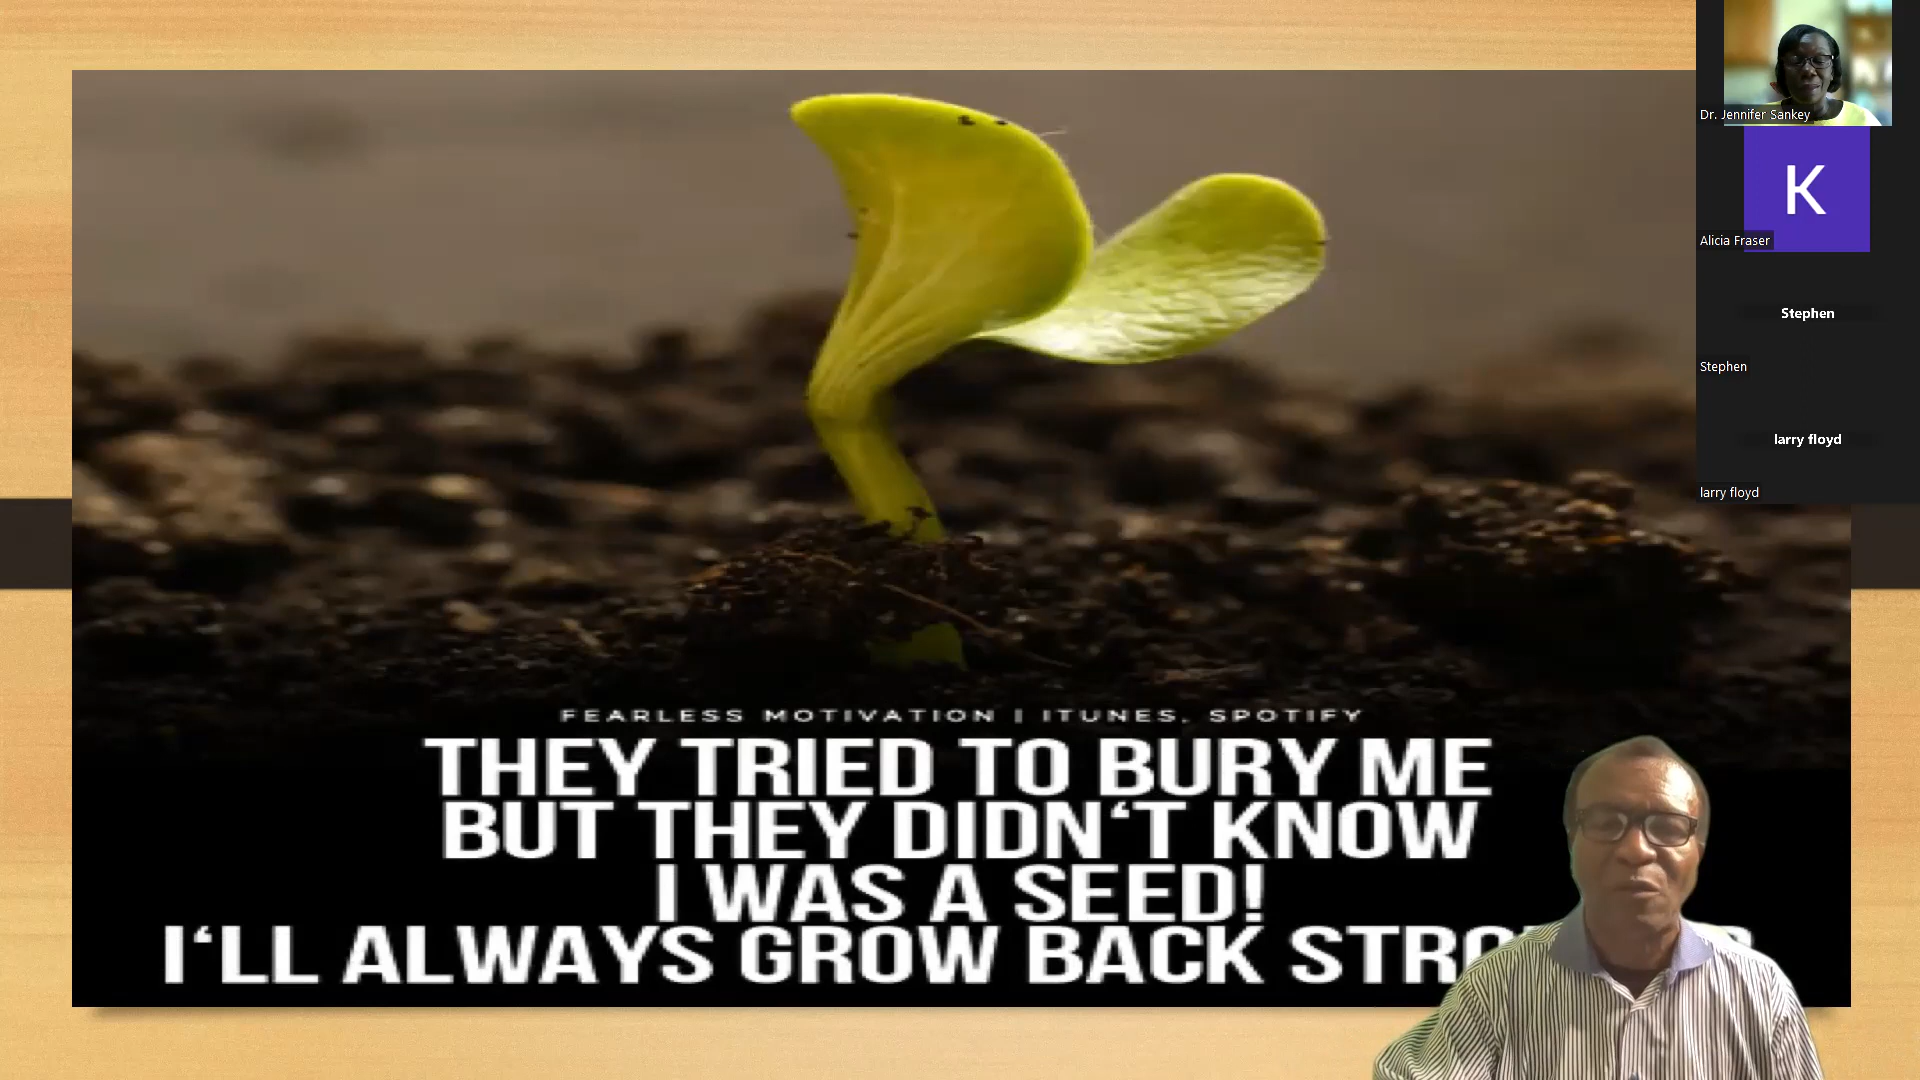 FEARLESS MOTIVATION | ITUNES, SPOTIFY
THEY TRIED TO BURY ME
BUT THEY DIDN‘T KNOW
I WAS A SEED!
I‘LL ALWAYS GROW BACK
Dr. Jennifer Sankey
K
Alicia Fraser
Stephen
Stephen
larry floyd
larry floyd